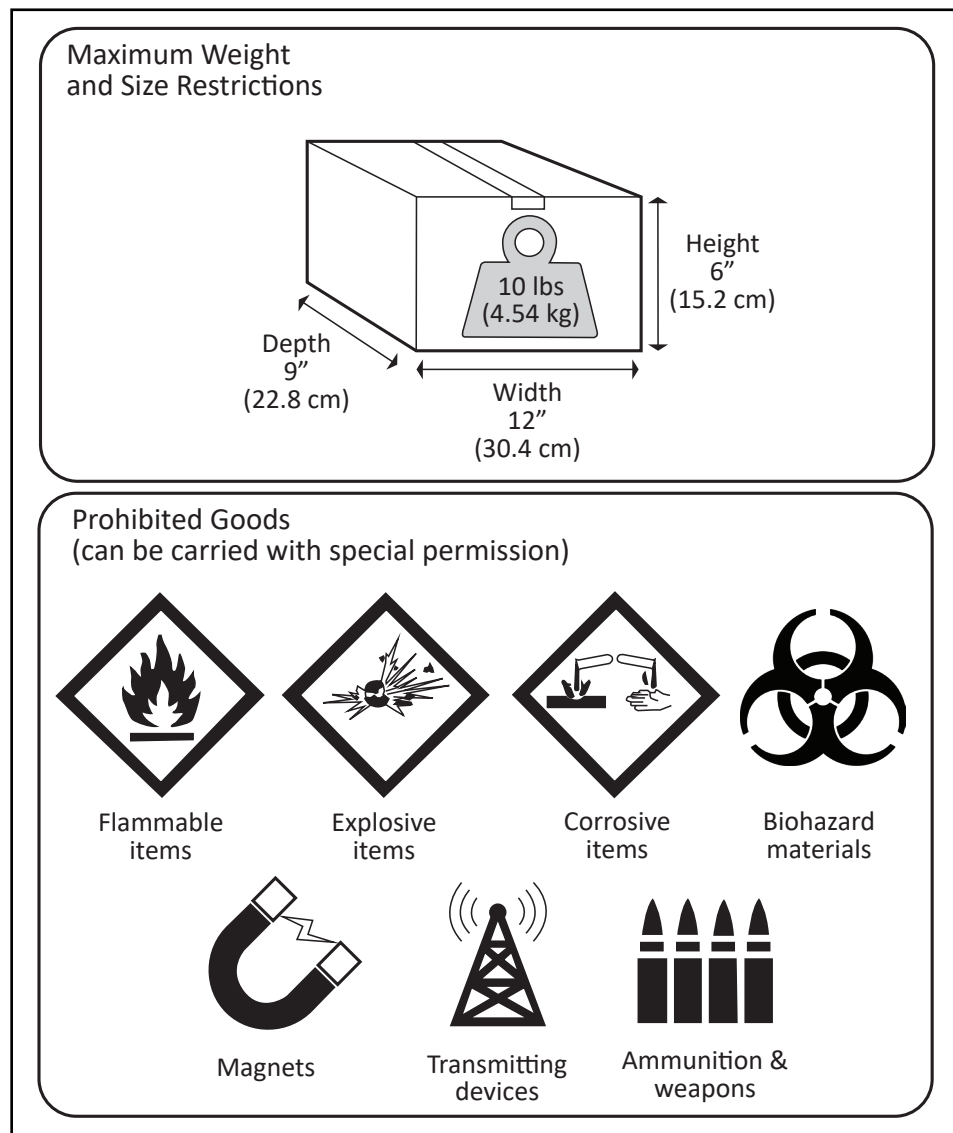 Maximum Weight
and Size Restrictions
10 lbs
(4.54 kg)
Height
6”
(15.2 cm)
Depth
9”
(22.8 cm)
Width
12”
(30.4 cm)
Prohibited Goods
(can be carried with special permission)
Flammable
items
Explosive
items
Corrosive
items
Biohazard
materials
Magnets
Transmitting
devices
Ammunition &
weapons